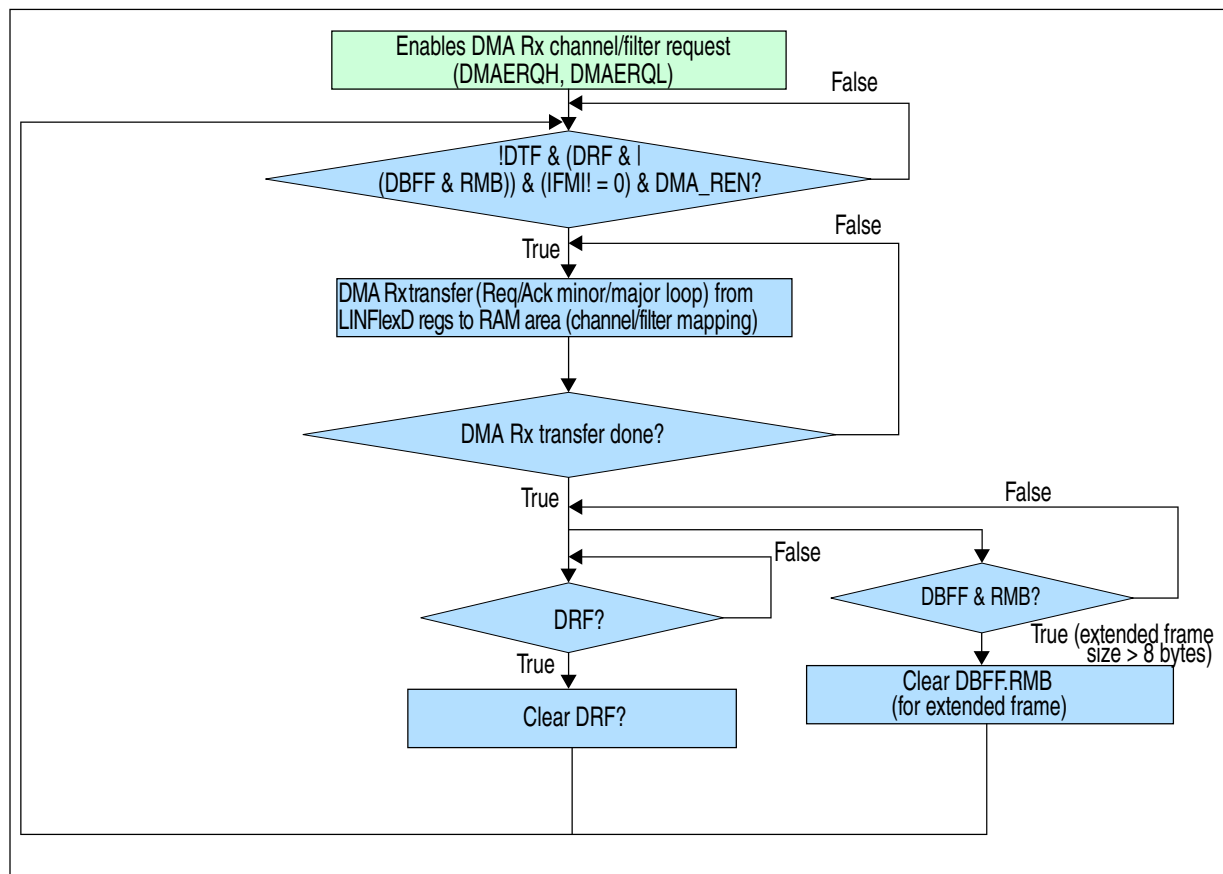 Enables DMA Rx channel/filter request
(DMAERQH, DMAERQL)
False
!DTF & (DRF & |
(DBFF & RMB)) & (IFMI! = 0) & DMA_REN?
False
True
DMA Rx transfer (Req/Ack minor/major loop) from
LINFlexD regs to RAM area (channel/filter mapping)
DMA Rx transfer done?
True
False
False
DBFF & RMB?
DRF?
True (extended frame
size > 8 bytes)
True
Clear DBFF.RMB
(for extended frame)
Clear DRF?